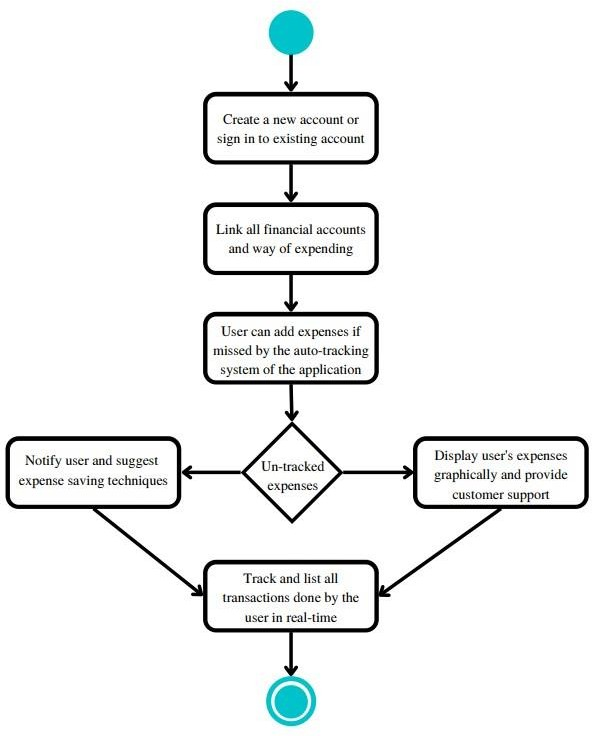 Create a new account or
sign in to existing account
Link all financial accounts
and way of expending
User can add expenses if
missed by the auto-tracking
system of the application
Un-tracked
expenses
Notify user and suggest
expense saving techniques
Display user's expenses
graphically and provide
customer support
Track and list all
transactions done by the
user in real-time